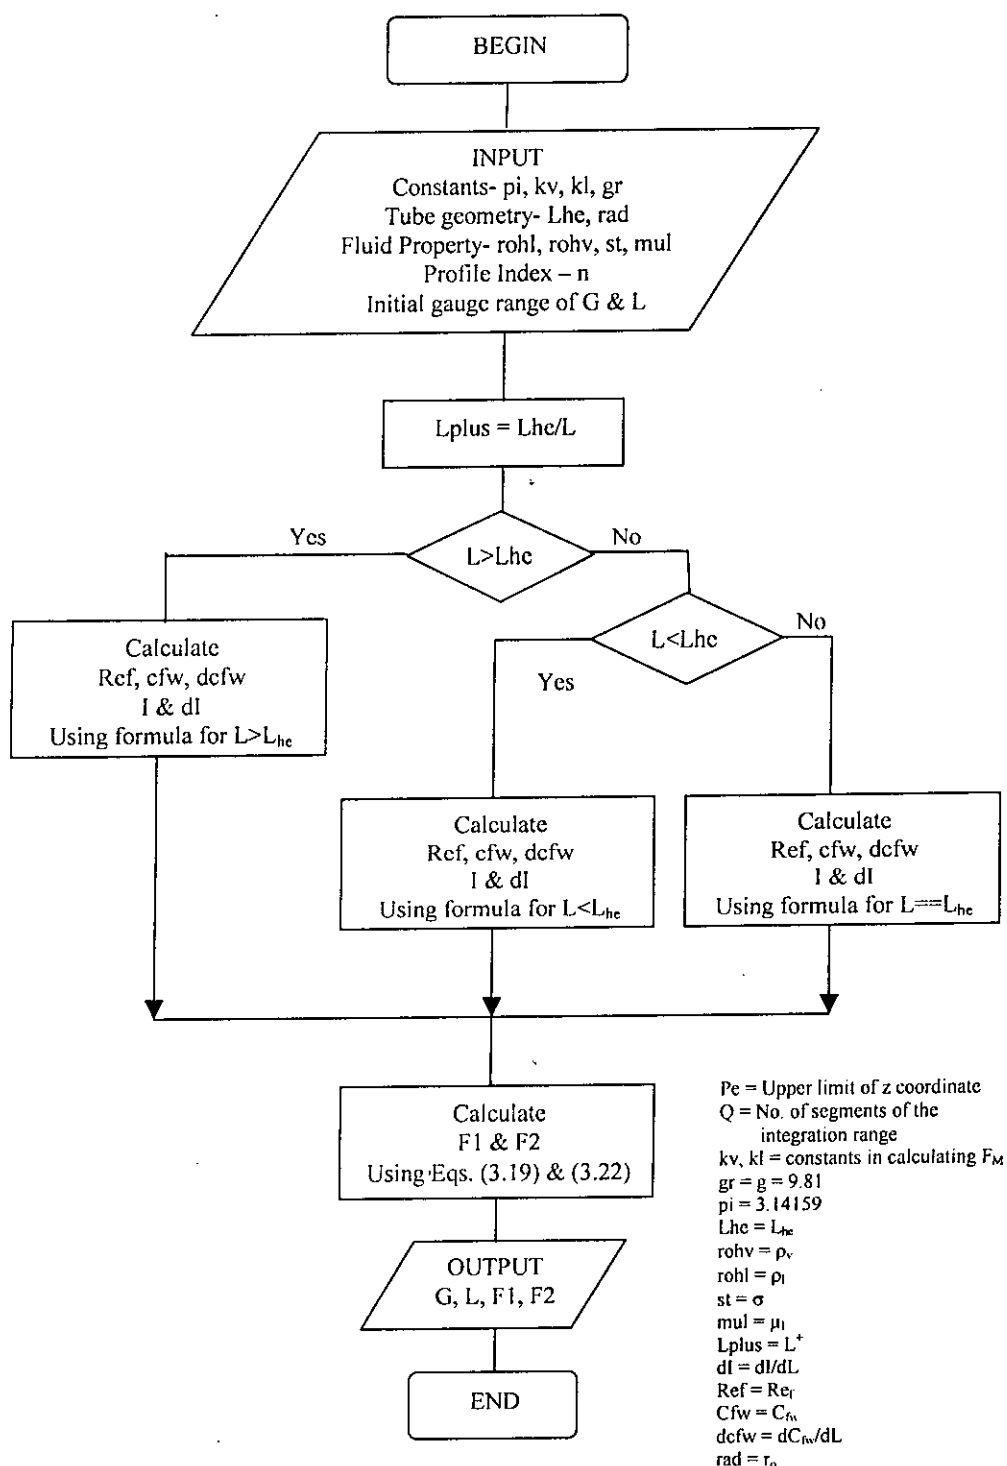 BEGIN
INPUT
Constants- pi, kv, kl, gr
Tube geometry- Lhe, rad
Fluid Property- rohl, rohv, st, mul
Profile Index – n
Initial gauge range of G & L
Lplus = Lhe/L
Yes
L>Lhe
No
L<Lhe
No
Yes
Calculate
Ref, cfw, dcfw
I & dI
Using formula for L>Lhe
Calculate
Ref, cfw, dcfw
I & dI
Using formula for L<Lhe
Calculate
Ref, cfw, dcfw
I & dI
Using formula for L==Lhe
Calculate
F1 & F2
Using Eqs. (3.19) & (3.22)
OUTPUT
G, L, F1, F2
END
Pe = Upper limit of z coordinate
Q = No. of segments of the
integration range
kv, kl = constants in calculating FM
gr = g = 9.81
pi = 3.14159
Lhe = Lhe
rohv = ρv
rohl = ρl
st = σ
mul = μl
Lplus = L⁺
dI = dI/dL
Ref = Ref
Cfw = Cfw
dcfw = dCfw/dL
rad = ro